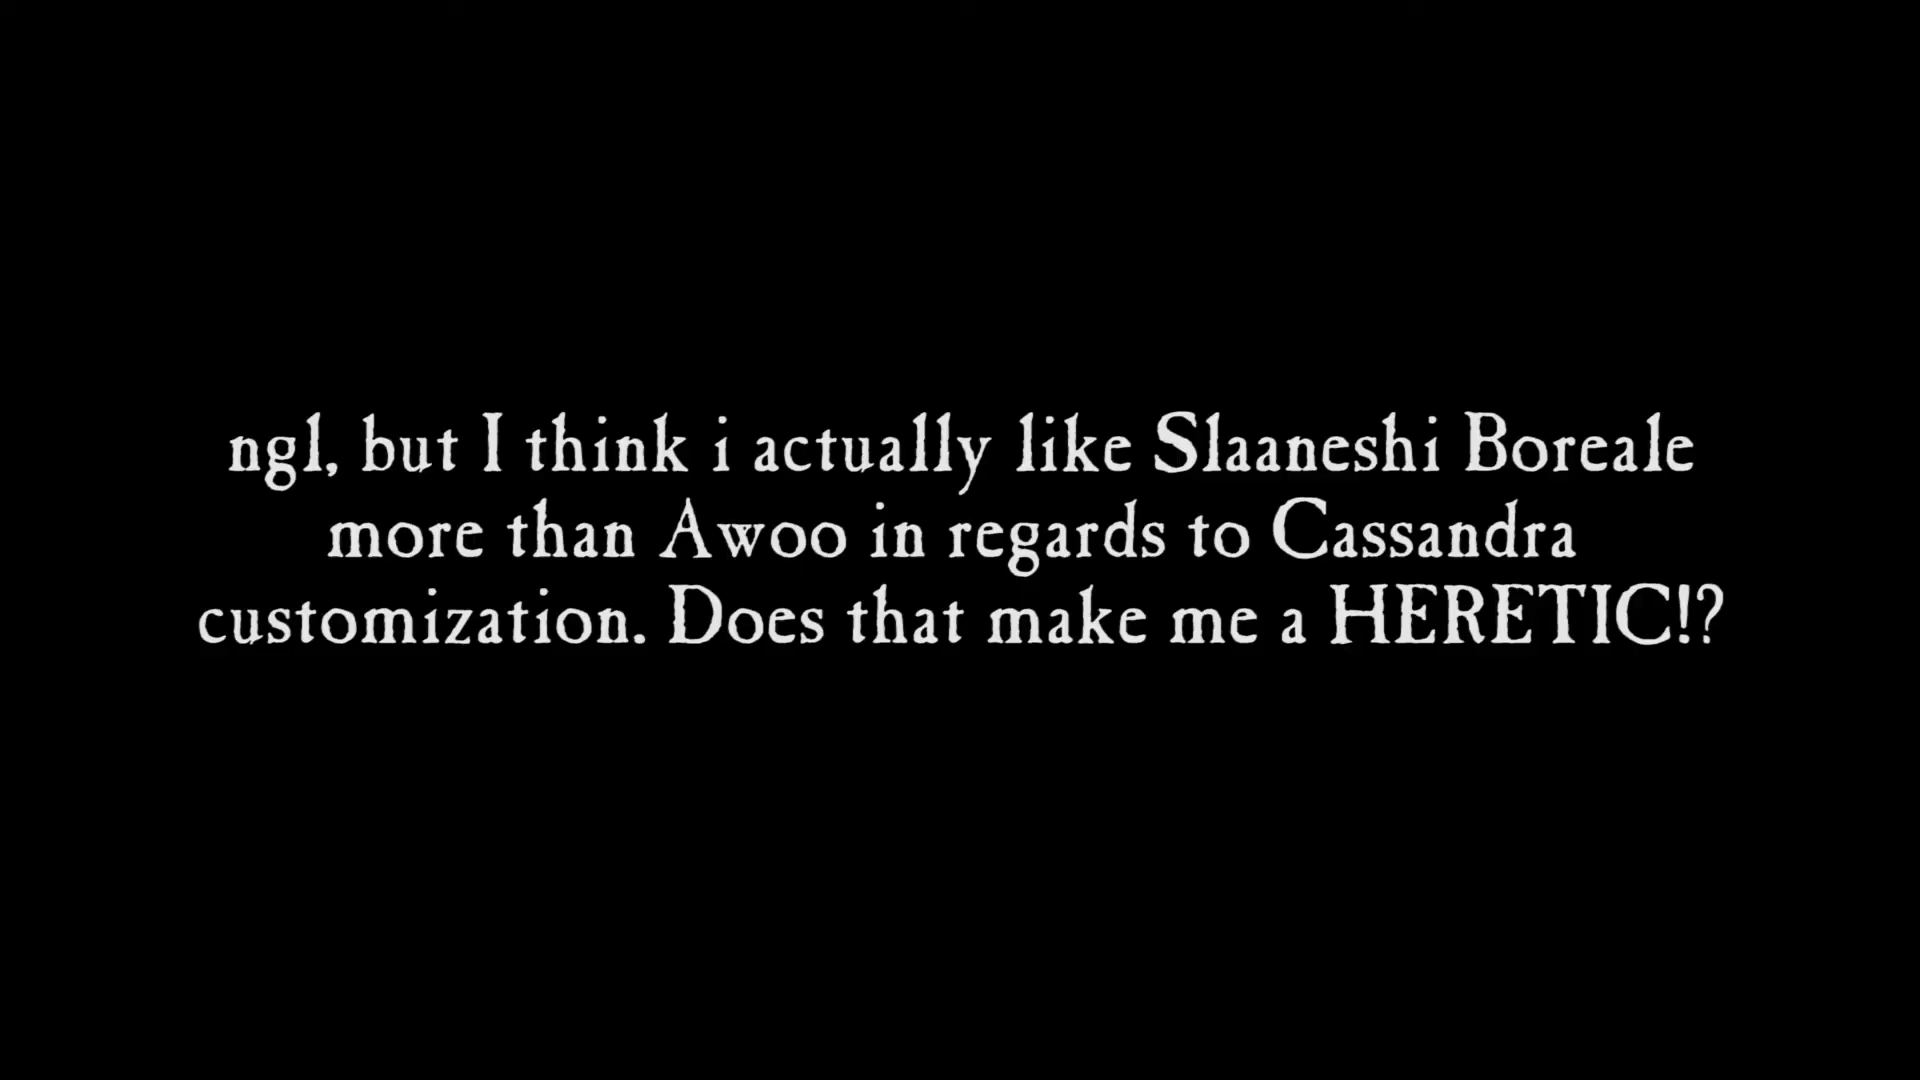 ngl, but I think i actually like Slaaneshi Boreale
more than Awoo in regards to Cassandra
customization. Does that make me a HERETIC!?